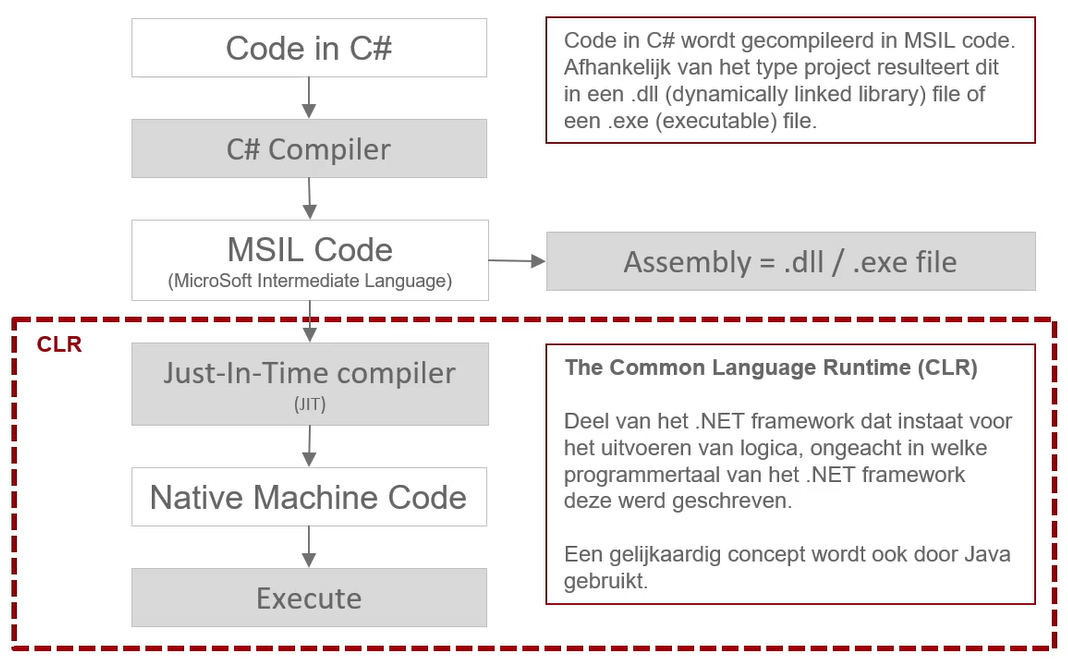 Code in C#
Code in C# wordt gecompileerd in MSIL code.
Afhankelijk van het type project resulteert dit
in een .dll (dynamically linked library) file of
een .exe (executable) file.
C# Compiler
MSIL Code
(MicroSoft Intermediate Language)
Assembly = .dll / .exe file
CLR
Just-In-Time compiler
(JIT)
Native Machine Code
Execute
The Common Language Runtime (CLR)
Deel van het .NET framework dat instaat voor
het uitvoeren van logica, ongeacht in welke
programmertaal van het .NET framework
deze werd geschreven.
Een gelijkaardig concept wordt ook door Java
gebruikt.